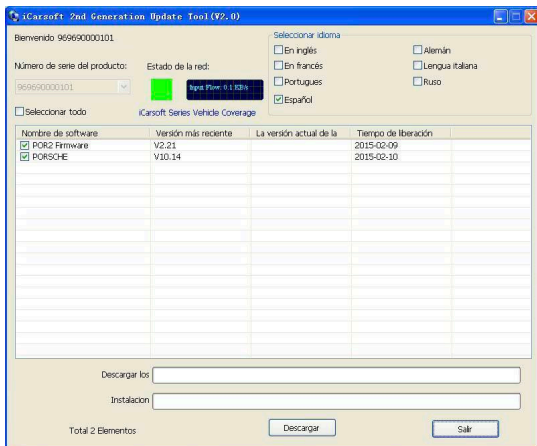 iCarsoft 2nd Generation Update Tool(V2.0)
Bienvenido 969690000101
Seleccionar idioma
En inglés
Alemán
En francés
Lengua italiana
Portugues
Ruso
Español
Número de serie del producto:
Estado de la red:
969690000101
Input Flow: 0.1 KB/s
Seleccionar todo
iCarsoft Series Vehicle Coverage
Nombre de software Versión más reciente La versión actual de la Tiempo de liberación
POR2 Firmware V2.21 2015-02-09
PORSCHE V10.14 2015-02-10
Descargar los
Instalacion
Total 2 Elementos
Descargar
Salir